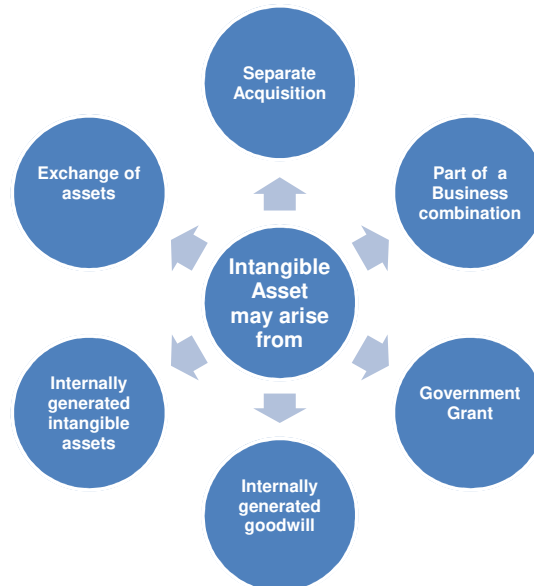 Separate
Acquisition
Exchange of
assets
Part of a
Business
combination
Intangible
Asset
may arise
from
Internally
generated
intangible
assets
Government
Grant
Internally
generated
goodwill